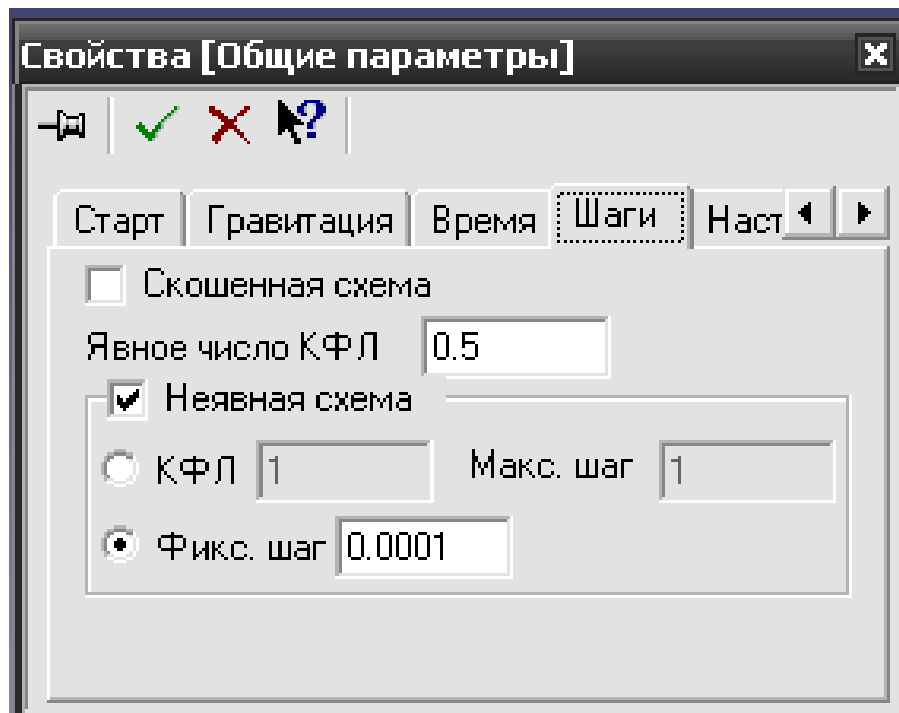 Свойства [Общие параметры]
Старт Гравитация Время Шаги Наст
Скошенная схема
Явное число КФЛ 0.5
Неявная схема
КФЛ 1 Макс. шаг 1
Фикс. шаг 0.0001